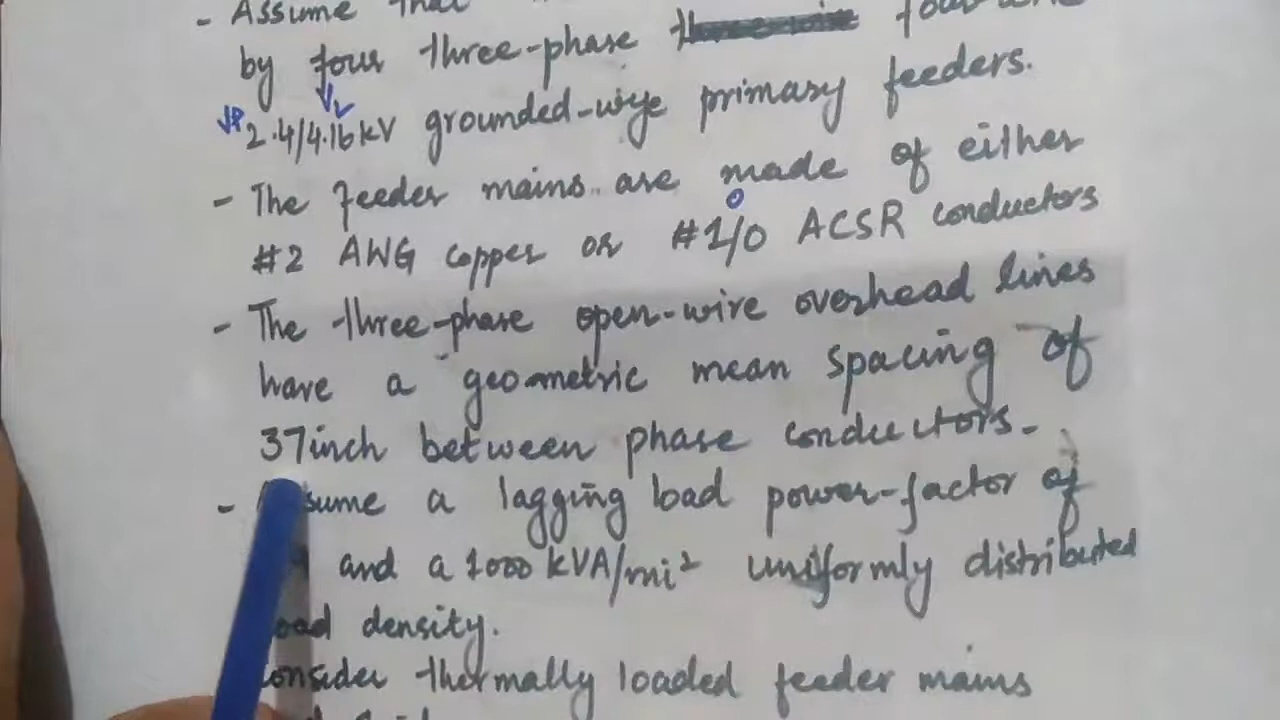 - Assume that
by four three-phase
VP VL
2.4/4.16kV grounded-wye primary feeders.
- The feeder mains are made of either
#2 AWG copper or #1/0 ACSR conductors
- The three-phase open-wire overhead lines
have a geometric mean spacing of
37inch between phase conductors.
- sume a lagging load power-factor of
and a 1000 kVA/mi² uniformly distributed
oad density.
onsider thermally loaded feeder mains